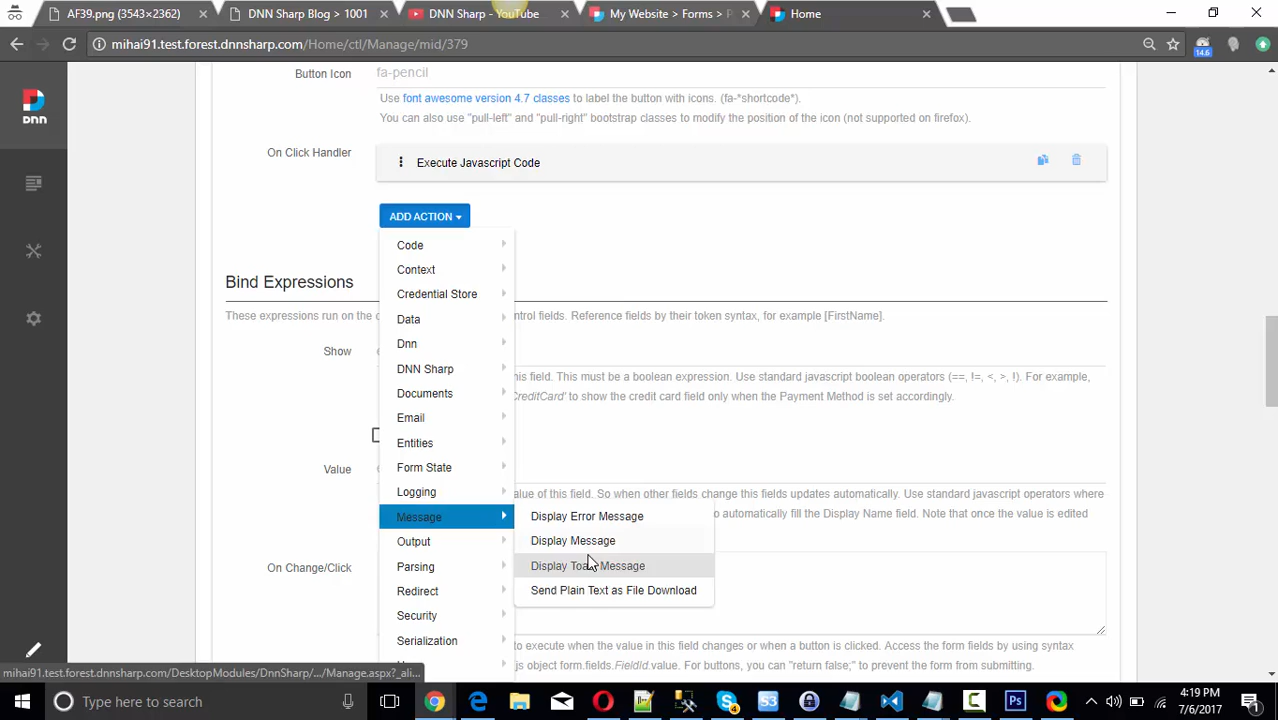 AF39.png (3543×2362)
DNN Sharp Blog > 1001
DNN Sharp - YouTube
My Website > Forms > P
Home
mihai91.test.forest.dnnsharp.com/Home/ctl/Manage/mid/379
14.6
DNN
Button Icon
fa-pencil
Use font awesome version 4.7 classes to label the button with icons. (fa-*shortcode*).
You can also use "pull-left" and "pull-right" bootstrap classes to modify the position of the icon (not supported on firefox).
On Click Handler
Execute Javascript Code
ADD ACTION
Code
Context
Credential Store
Data
Dnn
DNN Sharp
Documents
Email
Entities
Form State
Logging
Message
Output
Parsing
Redirect
Security
Serialization
Display Error Message
Display Message
Display Message
Send Plain Text as File Download
Bind Expressions
These expressions run on the trol fields. Reference fields by their token syntax, for example [FirstName].
Show
this field. This must be a boolean expression. Use standard javascript boolean operators (==, !=, <, >, !). For example,
CreditCard' to show the credit card field only when the Payment Method is set accordingly.
Value
value of this field. So when other fields change this fields updates automatically. Use standard javascript operators where
to automatically fill the Display Name field. Note that once the value is edited
On Change/Click
to execute when the value in this field changes or when a button is clicked. Access the form fields by using syntax
js object form.fields.FieldId.value. For buttons, you can "return false;" to prevent the form from submitting.
mihai91.test.forest.dnnsharp.com/DesktopModules/DnnSharp/.../Manage.aspx?_ali...
Type here to search
4:19 PM
7/6/2017